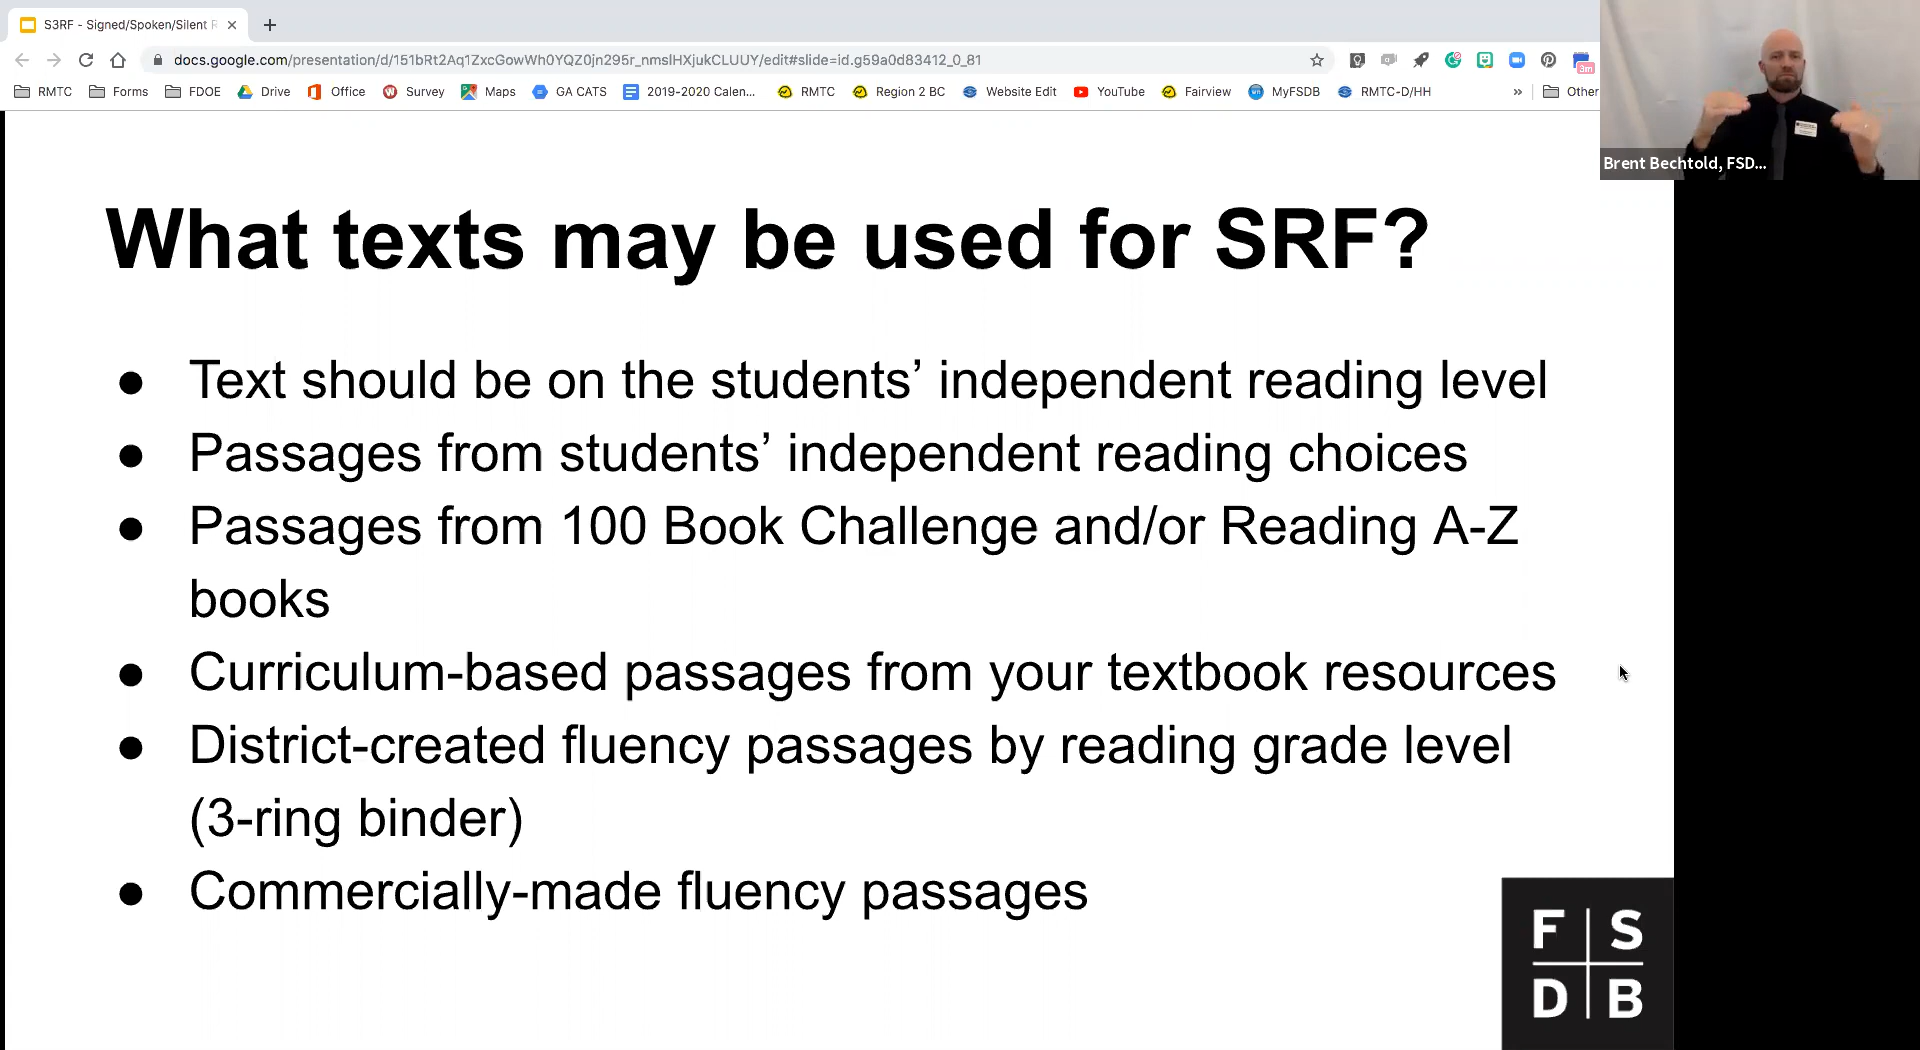 S3RF - Signed/Spoken/Silent R
docs.google.com/presentation/d/151bRt2Aq1ZxcGowWh0YQZ0jn295r_nmsIHXjukCLUUY/edit#slide=id.g59a0d83412_0_81
3m
RMTC Forms FDOE Drive Office Survey Maps GA CATS 2019-2020 Calen... RMTC Region 2 BC Website Edit YouTube Fairview MyFSDB RMTC-D/HH » Other
Brent Bechtold, FSD...
What texts may be used for SRF?
● Text should be on the students’ independent reading level
● Passages from students’ independent reading choices
● Passages from 100 Book Challenge and/or Reading A-Z
books
● Curriculum-based passages from your textbook resources
● District-created fluency passages by reading grade level
(3-ring binder)
● Commercially-made fluency passages
F S
D B